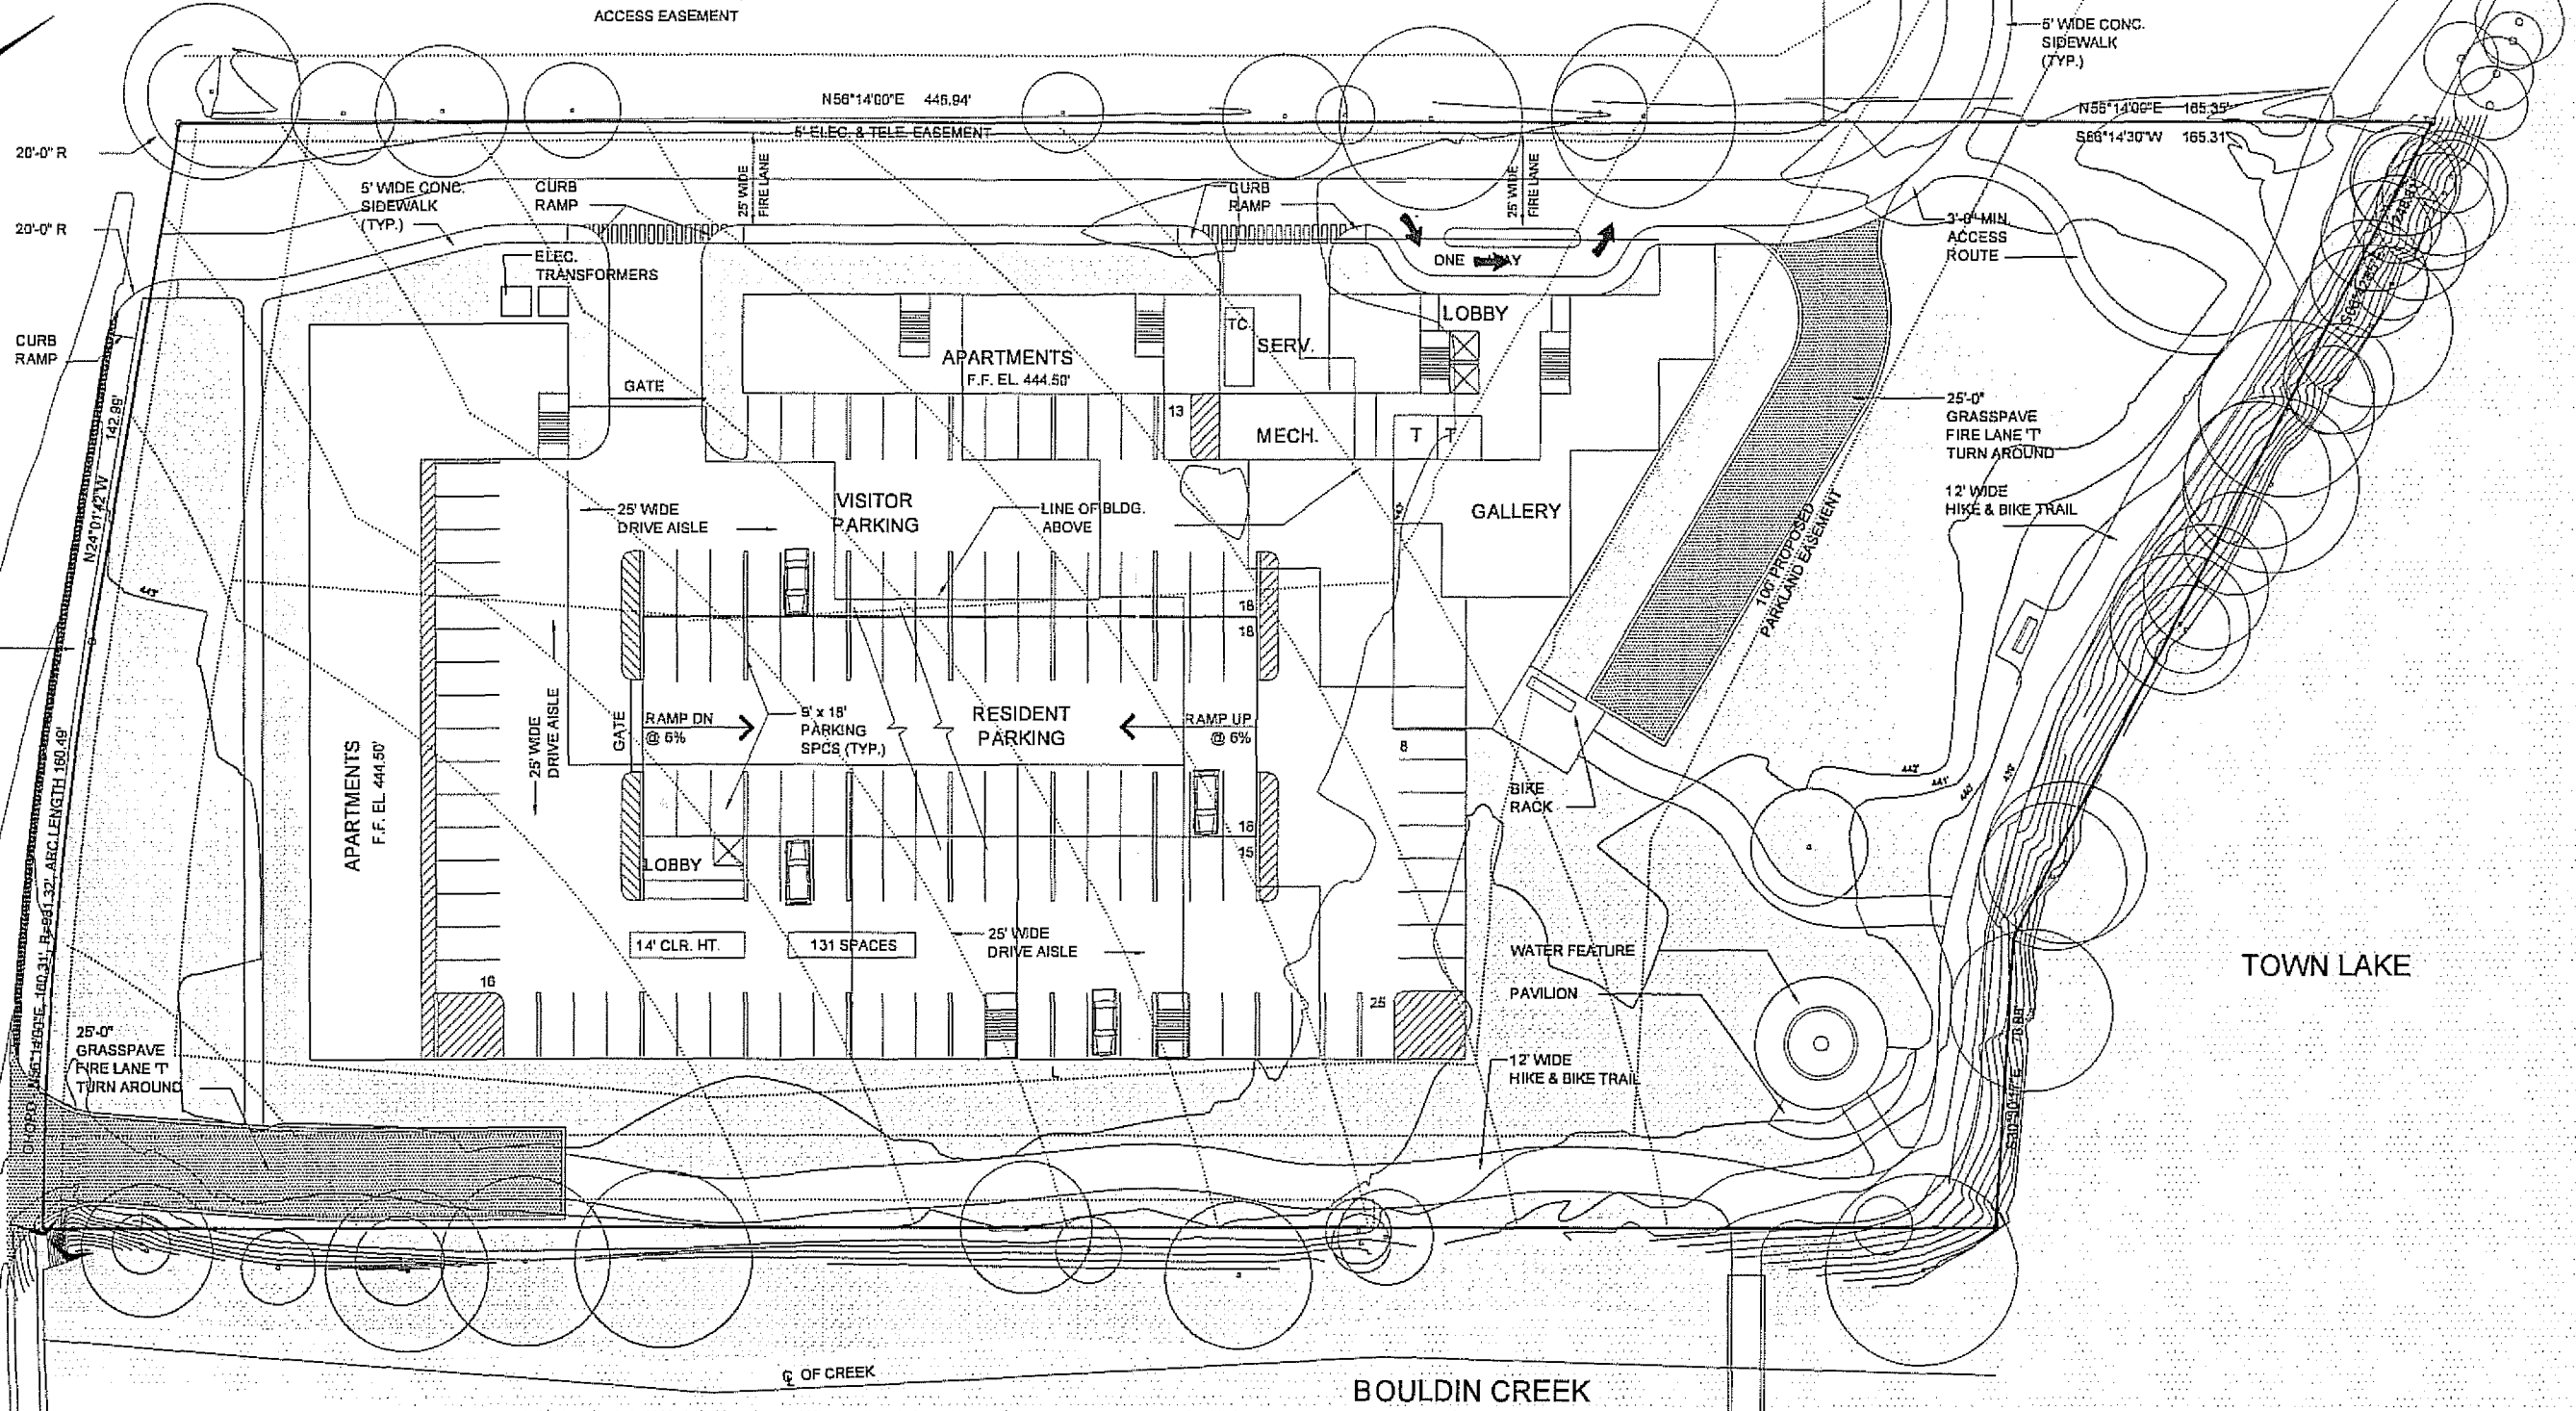 ACCESS EASEMENT
5' WIDE CONC.
SIDEWALK
(TYP.)
N56°14'00"E 446.94'
5' ELEC. & TELE. EASEMENT
N56°14'00"E 165.35'
S56°14'30"W 165.31'
20'-0" R
20'-0" R
5' WIDE CONC.
SIDEWALK
(TYP.)
CURB
RAMP
25' WIDE
FIRE LANE
CURB
RAMP
25' WIDE
FIRE LANE
3'-0" MIN.
ACCESS
ROUTE
ELEC.
TRANSFORMERS
ONE WAY
LOBBY
TC
SERV.
CURB
RAMP
APARTMENTS
F.F. EL. 444.50'
GATE
13
MECH.
T T
25'-0"
GRASSPAVE
FIRE LANE 'T'
TURN AROUND
142.99'
N24°01'42"W
25' WIDE
DRIVE AISLE
VISITOR
PARKING
LINE OF BLDG.
ABOVE
GALLERY
12' WIDE
HIKE & BIKE TRAIL
100' PROPOSED
PARKLAND EASEMENT
443'
18
18
25' WIDE
DRIVE AISLE
GATE
RAMP DN
@ 6%
9' x 18'
PARKING
SPCS (TYP.)
RESIDENT
PARKING
RAMP UP
@ 6%
8
APARTMENTS
F.F. EL 444.50'
442'
441'
440'
BIKE
RACK
18
15
LOBBY
14' CLR. HT.
131 SPACES
25' WIDE
DRIVE AISLE
WATER FEATURE
PAVILION
TOWN LAKE
16
25
25'-0"
GRASSPAVE
FIRE LANE 'T'
TURN AROUND
12' WIDE
HIKE & BIKE TRAIL
L
OF CREEK
BOULDIN CREEK